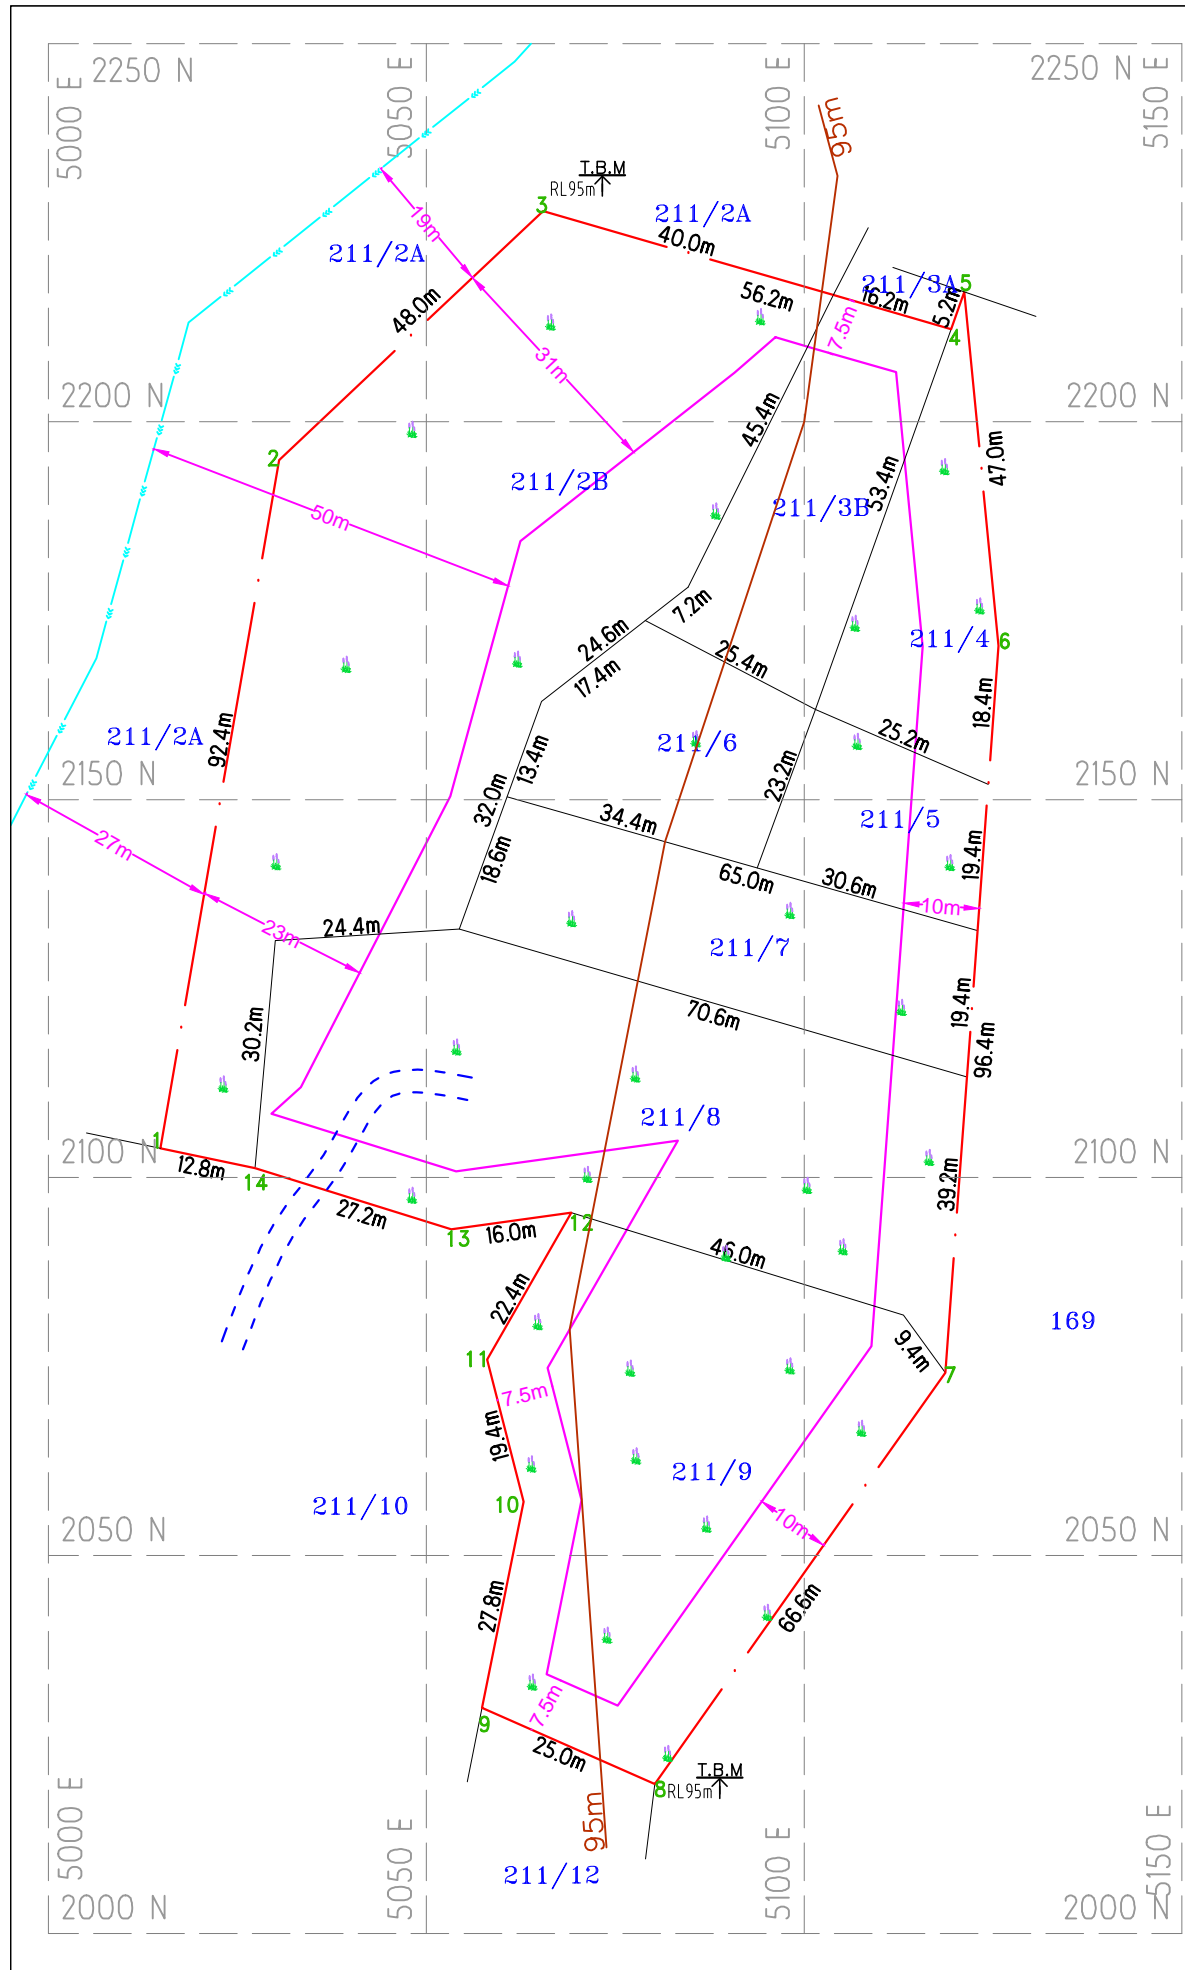 2250 N
2250 N
5000 E
5050 E
5100 E
5150 E
95m
T.B.M
RL95m
3
211/2A
211/2A
40.0m
19m
211/3A
5
48.0m
56.2m
16.2m
5.2m
7.5m
4
31m
2200 N
2200 N
45.4m
47.0m
2
211/2B
53.4m
50m
211/3B
7.2m
24.6m
211/4
6
25.4m
17.4m
18.4m
211/2A
92.4m
211/6
25.2m
13.4m
23.2m
2150 N
2150 N
32.0m
34.4m
211/5
27m
18.6m
19.4m
65.0m
30.6m
10m
24.4m
23m
211/7
19.4m
70.6m
30.2m
96.4m
211/8
1
2100 N
2100 N
12.8m
14
39.2m
27.2m
12
13
16.0m
46.0m
22.4m
169
9.4m
11
7
7.5m
19.4m
211/9
10
211/10
10m
2050 N
2050 N
27.8m
66.6m
7.5m
9
25.0m
T.B.M
8
RL95m
95m
5000 E
5050 E
5100 E
5150 E
211/12
2000 N
2000 N